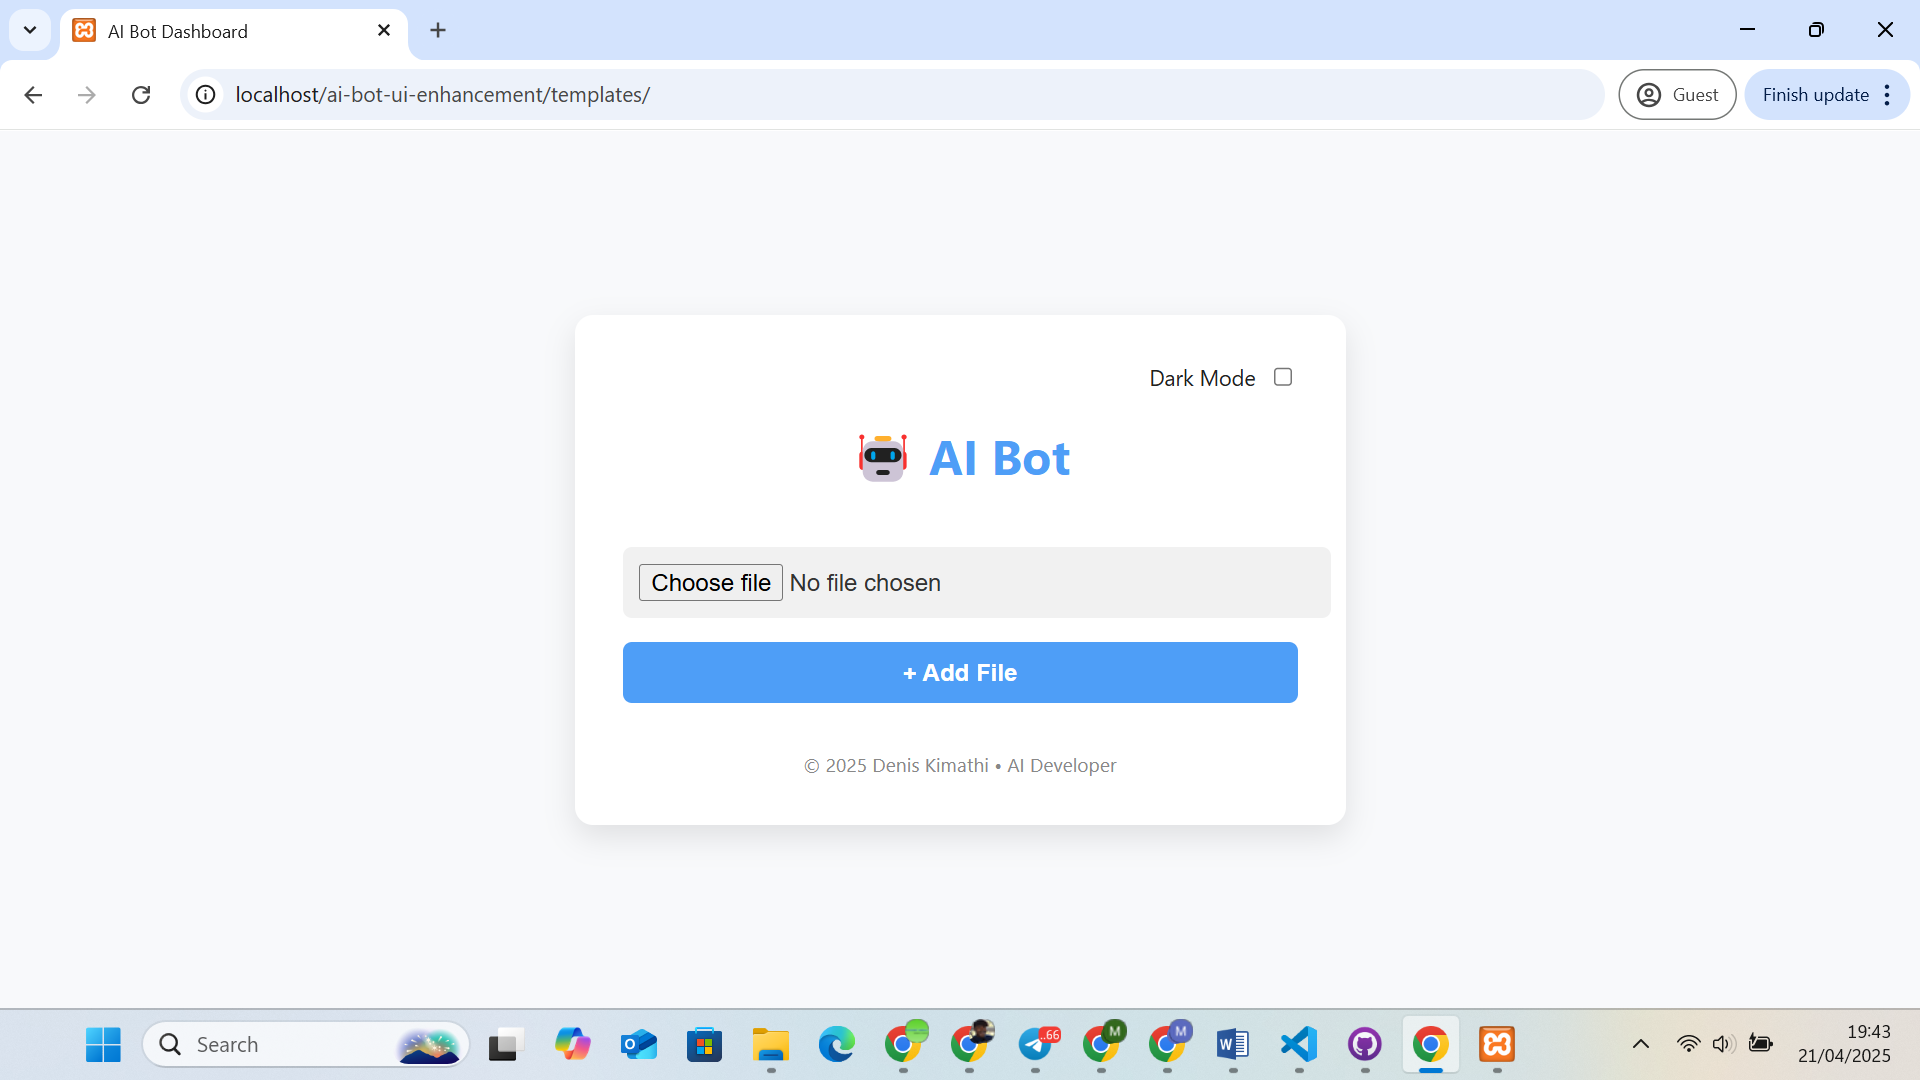 AI Bot Dashboard
localhost/ai-bot-ui-enhancement/templates/
Guest
Finish update
Dark Mode
AI Bot
Choose file No file chosen
+ Add File
© 2025 Denis Kimathi • AI Developer
Search
..66
M
M
19:43
21/04/2025